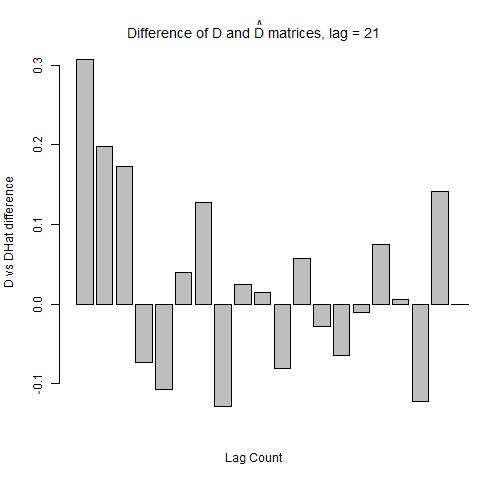 Difference of D and D̂ matrices, lag = 21
0.3
0.2
0.1
0.0
-0.1
D vs DHat difference
Lag Count